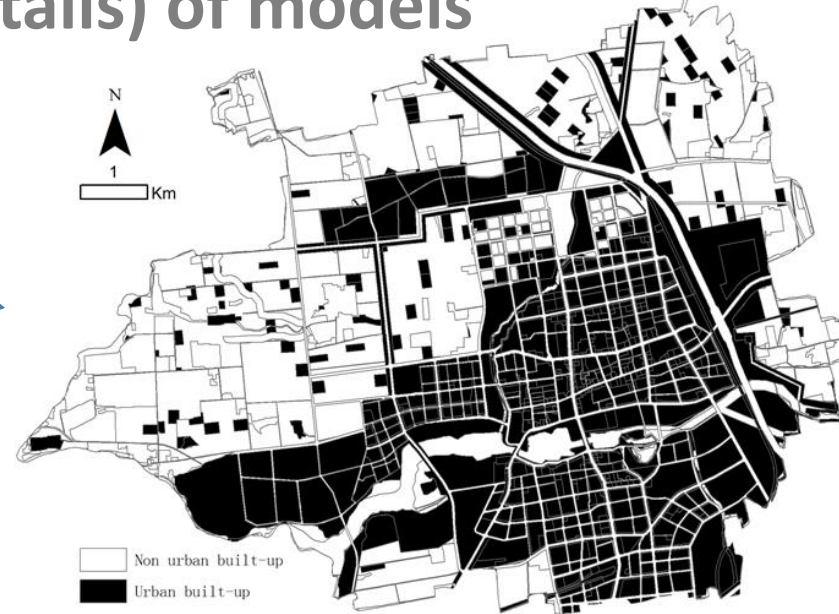 tails) of models
N
1
Km
Non urban built-up
Urban built-up